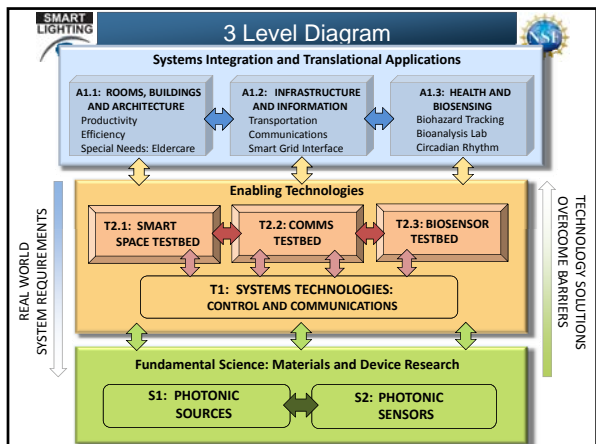 SMART
LIGHTING
3 Level Diagram
NSF
Systems Integration and Translational Applications
A1.1: ROOMS, BUILDINGS
AND ARCHITECTURE
Productivity
Efficiency
Special Needs: Eldercare
A1.2: INFRASTRUCTURE
AND INFORMATION
Transportation
Communications
Smart Grid Interface
A1.3: HEALTH AND
BIOSENSING
Biohazard Tracking
Bioanalysis Lab
Circadian Rhythm
REAL WORLD
SYSTEM REQUIREMENTS
Enabling Technologies
T2.1: SMART
SPACE TESTBED
T2.2: COMMS
TESTBED
T2.3: BIOSENSOR
TESTBED
T1: SYSTEMS TECHNOLOGIES:
CONTROL AND COMMUNICATIONS
TECHNOLOGY SOLUTIONS
OVERCOME BARRIERS
Fundamental Science: Materials and Device Research
S1: PHOTONIC
SOURCES
S2: PHOTONIC
SENSORS